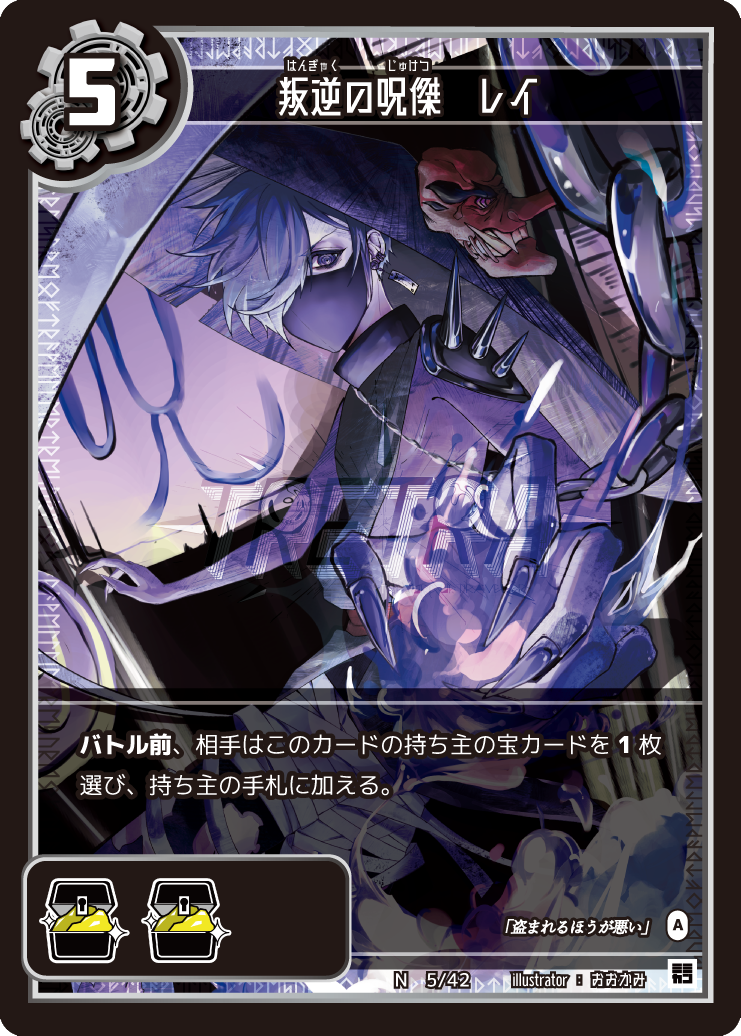 5
はんぎゃく じゅけつ
叛逆の呪傑 レイ
TRETRA
バトル前、相手はこのカードの持ち主の宝カードを1枚
選び、持ち主の手札に加える。
「盗まれるほうが悪い」 A
N 5/42 illustrator : おおかみ